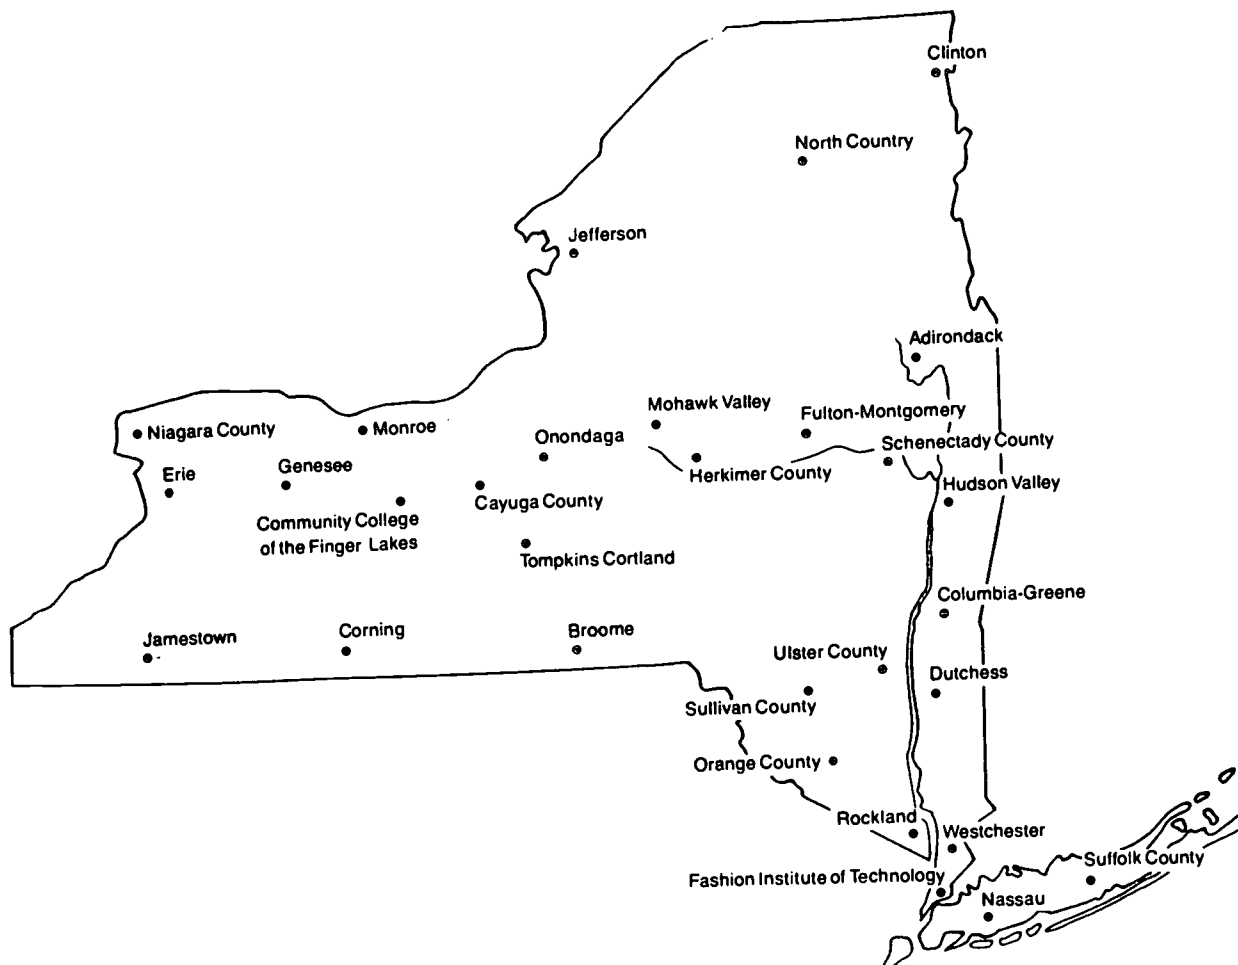 Clinton
North Country
Jefferson
Adirondack
Mohawk Valley
Fulton-Montgomery
Niagara County
Monroe
Onondaga
Schenectady County
Erie
Genesee
Herkimer County
Hudson Valley
Cayuga County
Community College
of the Finger Lakes
Tompkins Cortland
Columbia-Greene
Jamestown
Corning
Broome
Ulster County
Dutchess
Sullivan County
Orange County
Rockland
Westchester
Suffolk County
Fashion Institute of Technology
Nassau